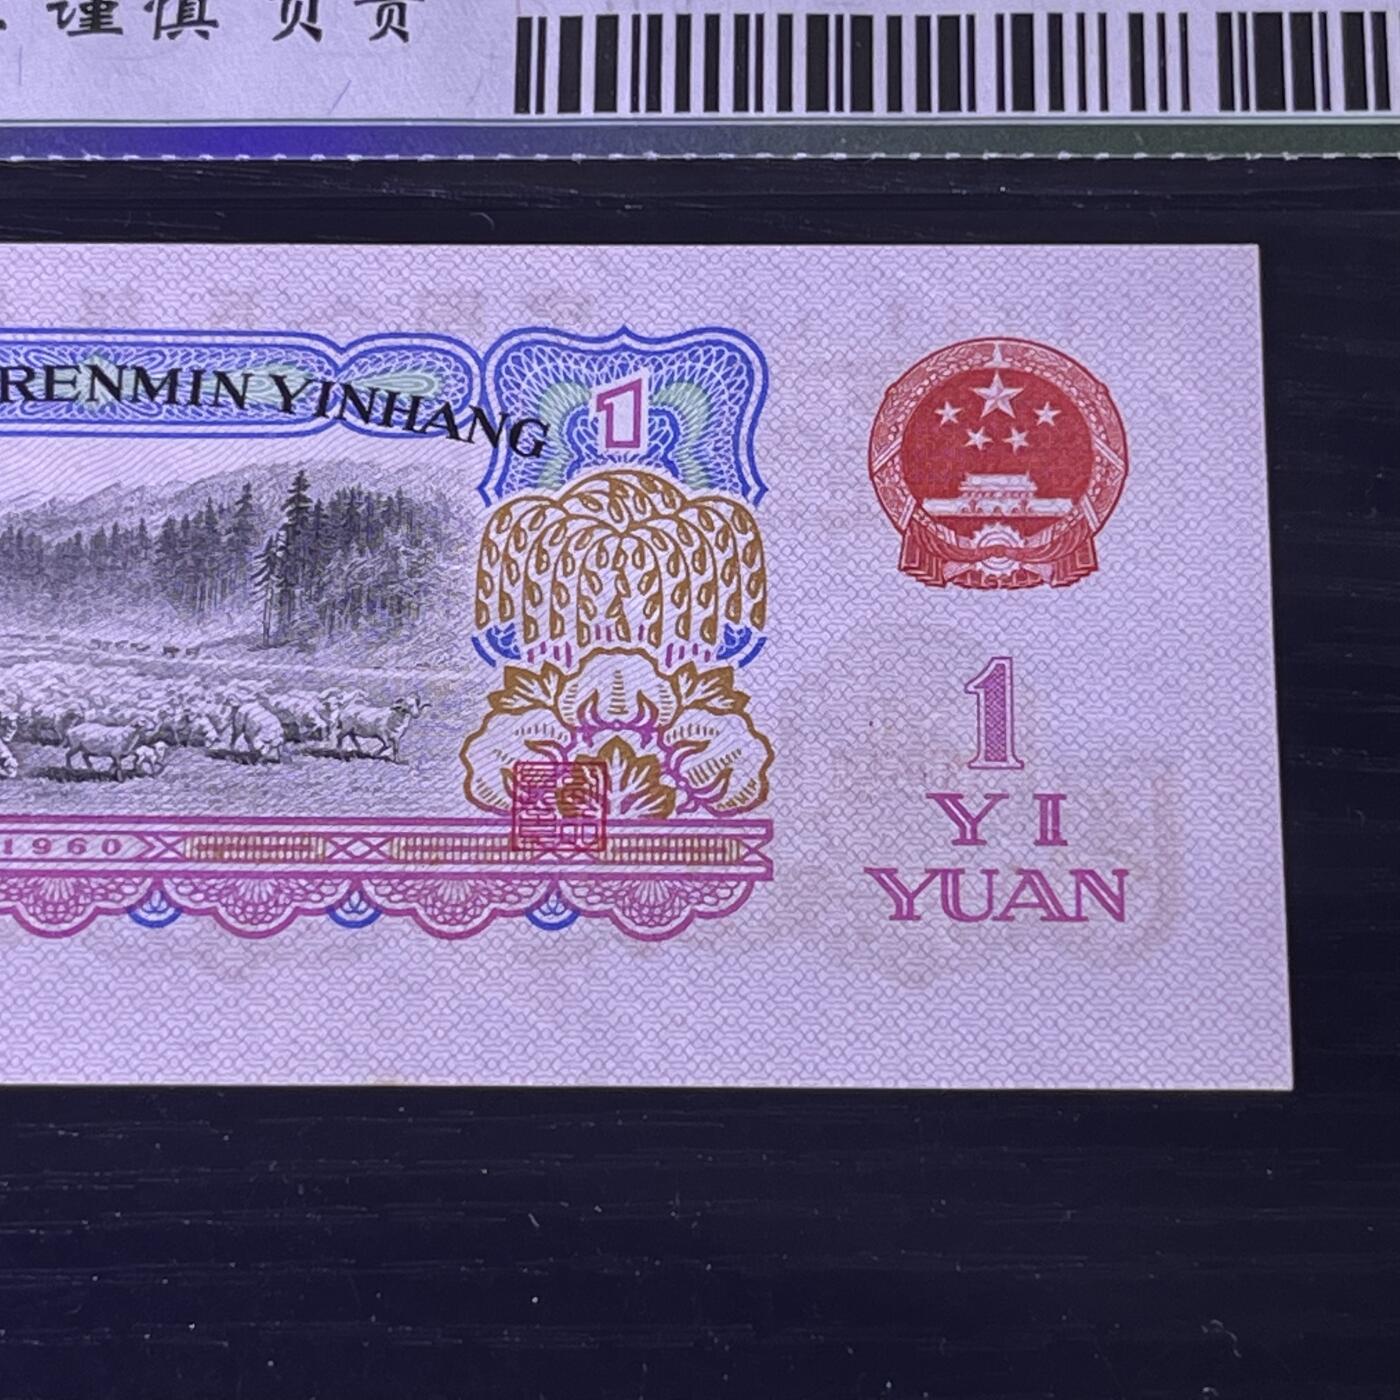 谨慎负责
RENMIN YINHANG
1
1960
1
YI
YUAN